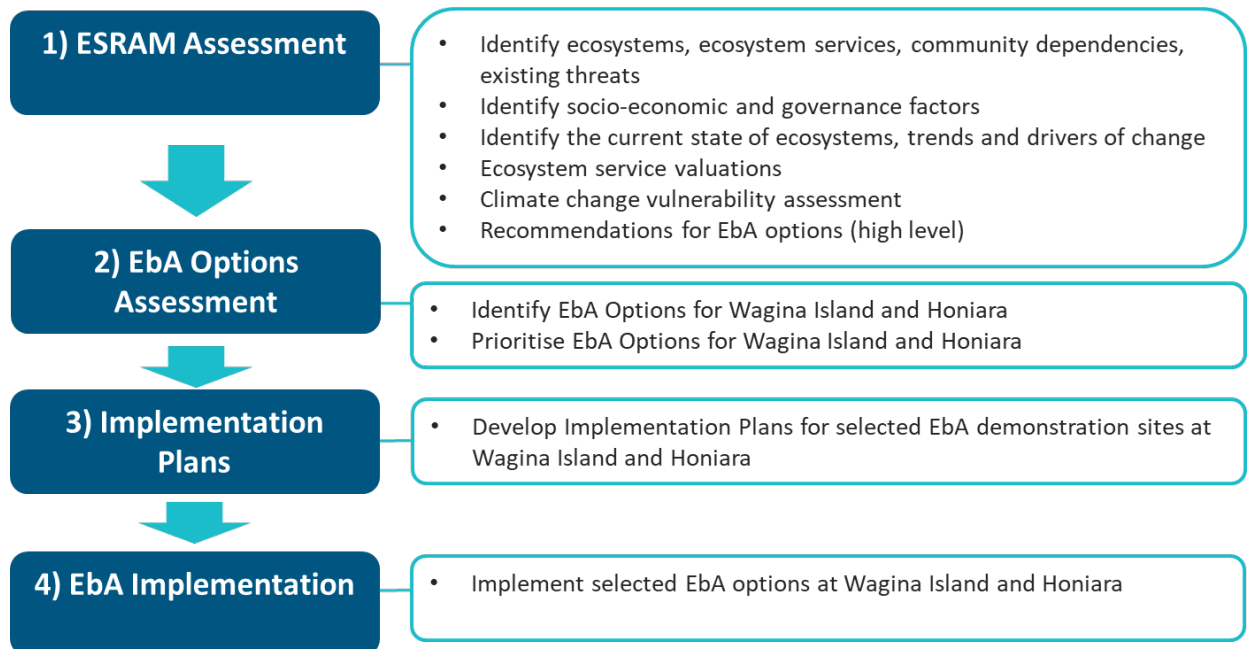 1) ESRAM Assessment
• Identify ecosystems, ecosystem services, community dependencies,
existing threats
• Identify socio-economic and governance factors
• Identify the current state of ecosystems, trends and drivers of change
• Ecosystem service valuations
• Climate change vulnerability assessment
• Recommendations for EbA options (high level)
2) EbA Options
Assessment
• Identify EbA Options for Wagina Island and Honiara
• Prioritise EbA Options for Wagina Island and Honiara
3) Implementation
Plans
• Develop Implementation Plans for selected EbA demonstration sites at
Wagina Island and Honiara
4) EbA Implementation
• Implement selected EbA options at Wagina Island and Honiara